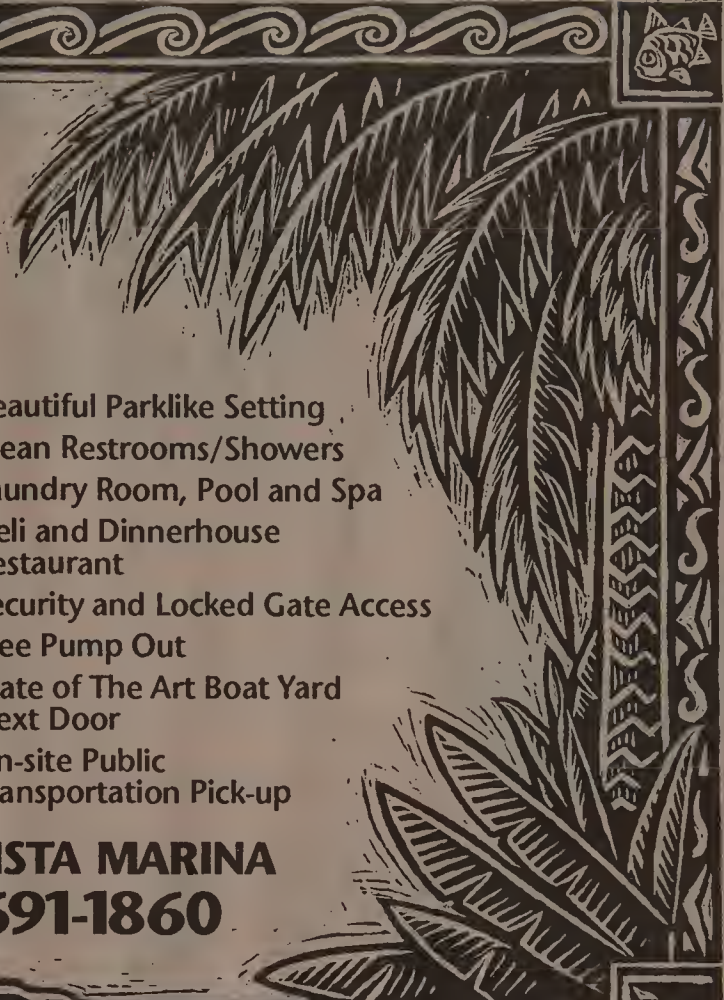 eautiful Parklike Setting
ean Restrooms/Showers
aundry Room, Pool and Spa
eli and Dinnerhouse
estaurant
ecurity and Locked Gate Access
ee Pump Out
ate of The Art Boat Yard
ext Door
n-site Public
ansportation Pick-up
ISTA MARINA
591-1860